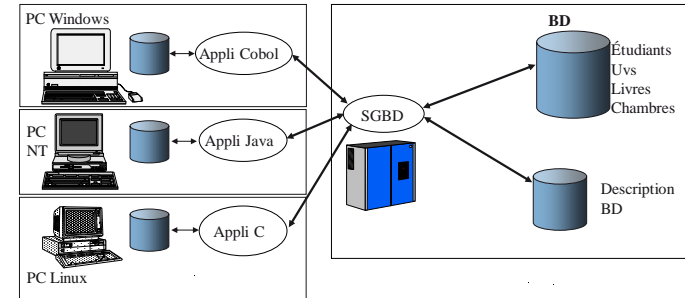 PC Windows
Appli Cobol
PC
NT
Appli Java
Appli C
PC Linux
SGBD
BD
Étudiants
Uvs
Livres
Chambres
Description
BD